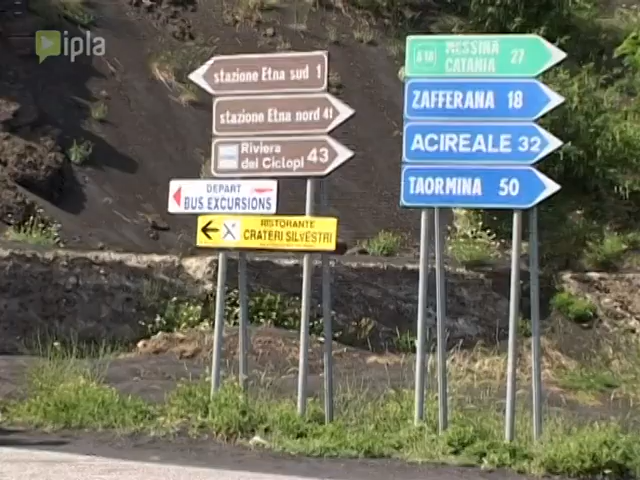 ipla
stazione Etna sud 1
stazione Etna nord 41
Riviera
dei Ciclopi 43
DEPART
BUS EXCURSIONS
RISTORANTE
CRATERI SILVESTRI
A18 MESSINA 27
CATANIA
ZAFFERANA 18
ACIREALE 32
TAORMINA 50